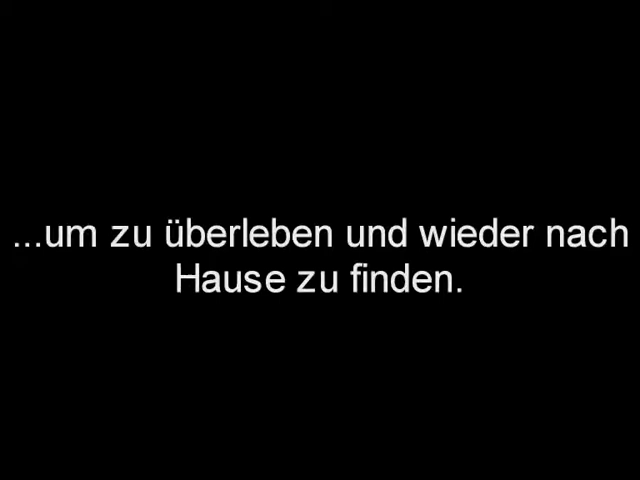 ...um zu überleben und wieder nach
Hause zu finden.